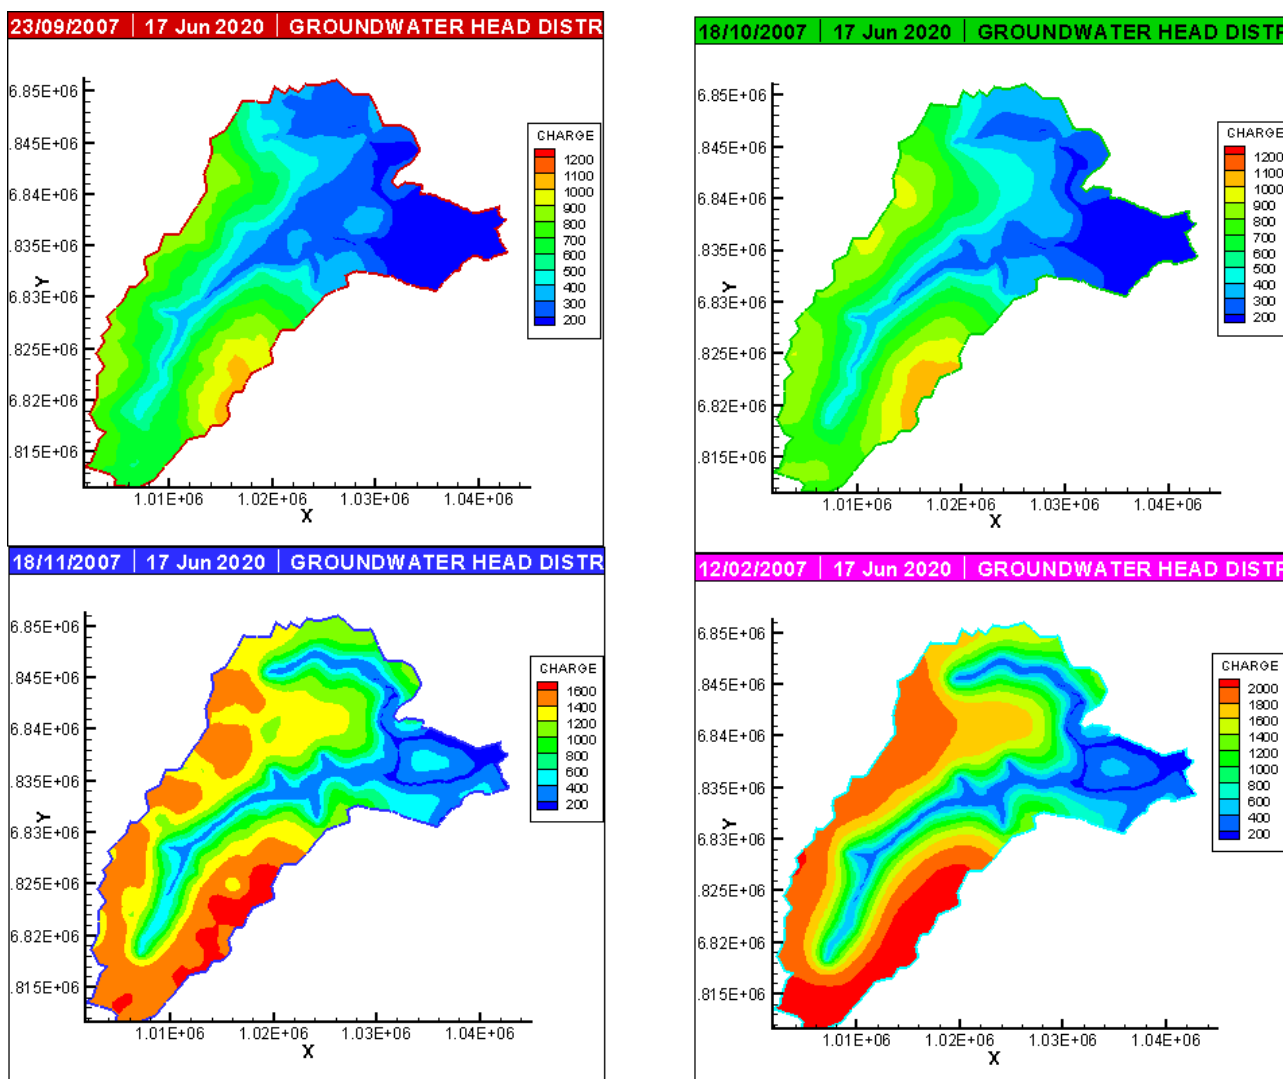 23/09/2007 | 17 Jun 2020 | GROUNDWATER HEAD DISTR
6.85E+06
.845E+06
6.84E+06
.835E+06
6.83E+06
.825E+06
6.82E+06
.815E+06
Y
1.01E+06 1.02E+06 1.03E+06 1.04E+06
X
CHARGE
1200
1100
1000
900
800
700
600
500
400
300
200
18/10/2007 | 17 Jun 2020 | GROUNDWATER HEAD DISTR
6.85E+06
.845E+06
6.84E+06
.835E+06
6.83E+06
.825E+06
6.82E+06
.815E+06
Y
1.01E+06 1.02E+06 1.03E+06 1.04E+06
X
CHARGE
1200
1100
1000
900
800
700
600
500
400
300
200
18/11/2007 | 17 Jun 2020 | GROUNDWATER HEAD DISTR
6.85E+06
.845E+06
6.84E+06
.835E+06
6.83E+06
.825E+06
6.82E+06
.815E+06
Y
1.01E+06 1.02E+06 1.03E+06 1.04E+06
X
CHARGE
1600
1400
1200
1000
800
600
400
200
12/02/2007 | 17 Jun 2020 | GROUNDWATER HEAD DISTR
6.85E+06
.845E+06
6.84E+06
.835E+06
6.83E+06
.825E+06
6.82E+06
.815E+06
Y
1.01E+06 1.02E+06 1.03E+06 1.04E+06
X
CHARGE
2000
1800
1600
1400
1200
1000
800
600
400
200